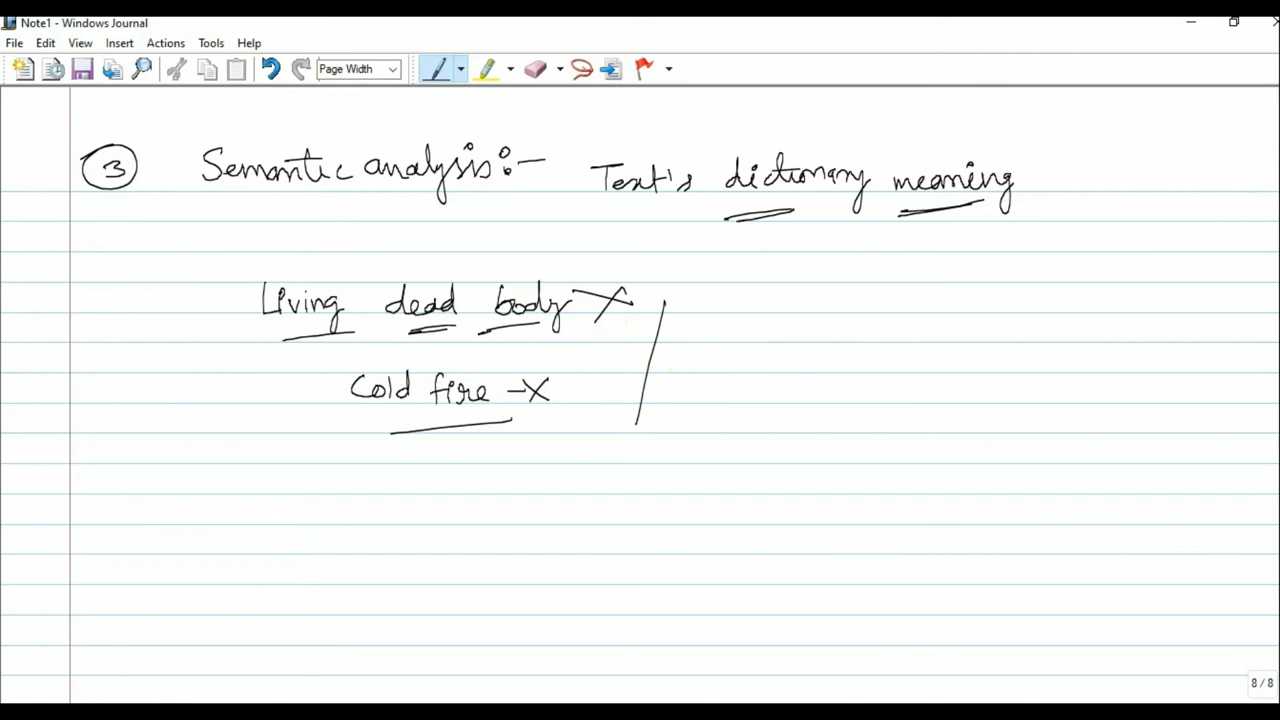 Note1 - Windows Journal
File Edit View Insert Actions Tools Help
Page Width
3 Semantic analysis:- Text's dictionary meaning
Living dead body -X
Cold fire -X
8/8